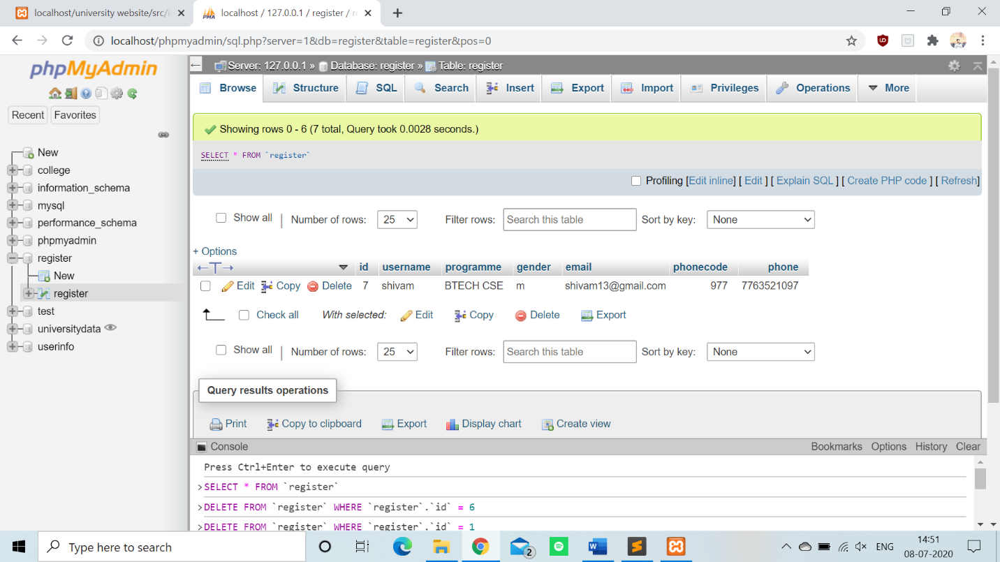 localhost/university website/src/i
localhost / 127.0.0.1 / register / r
localhost/phpmyadmin/sql.php?server=1&db=register&table=register&pos=0
phpMyAdmin
Recent Favorites
New
college
information_schema
mysql
performance_schema
phpmyadmin
register
New
register
test
universitydata
userinfo
Server: 127.0.0.1 » Database: register » Table: register
Browse Structure SQL Search Insert Export Import Privileges Operations More
Showing rows 0 - 6 (7 total, Query took 0.0028 seconds.)
SELECT * FROM `register`
Profiling [Edit inline] [ Edit ] [ Explain SQL ] [ Create PHP code ] [ Refresh]
Show all | Number of rows: 25 Filter rows: Search this table Sort by key: None
+ Options
←T→ id username programme gender email phonecode phone
Edit Copy Delete 7 shivam BTECH CSE m shivam13@gmail.com 977 7763521097
Check all With selected: Edit Copy Delete Export
Show all | Number of rows: 25 Filter rows: Search this table Sort by key: None
Query results operations
Print Copy to clipboard Export Display chart Create view
Console Bookmarks Options History Clear
Press Ctrl+Enter to execute query
>SELECT * FROM `register`
>DELETE FROM `register` WHERE `register`.`id` = 6
>DELETE FROM `register` WHERE `register`.`id` = 1
Type here to search
2
ENG
14:51
08-07-2020